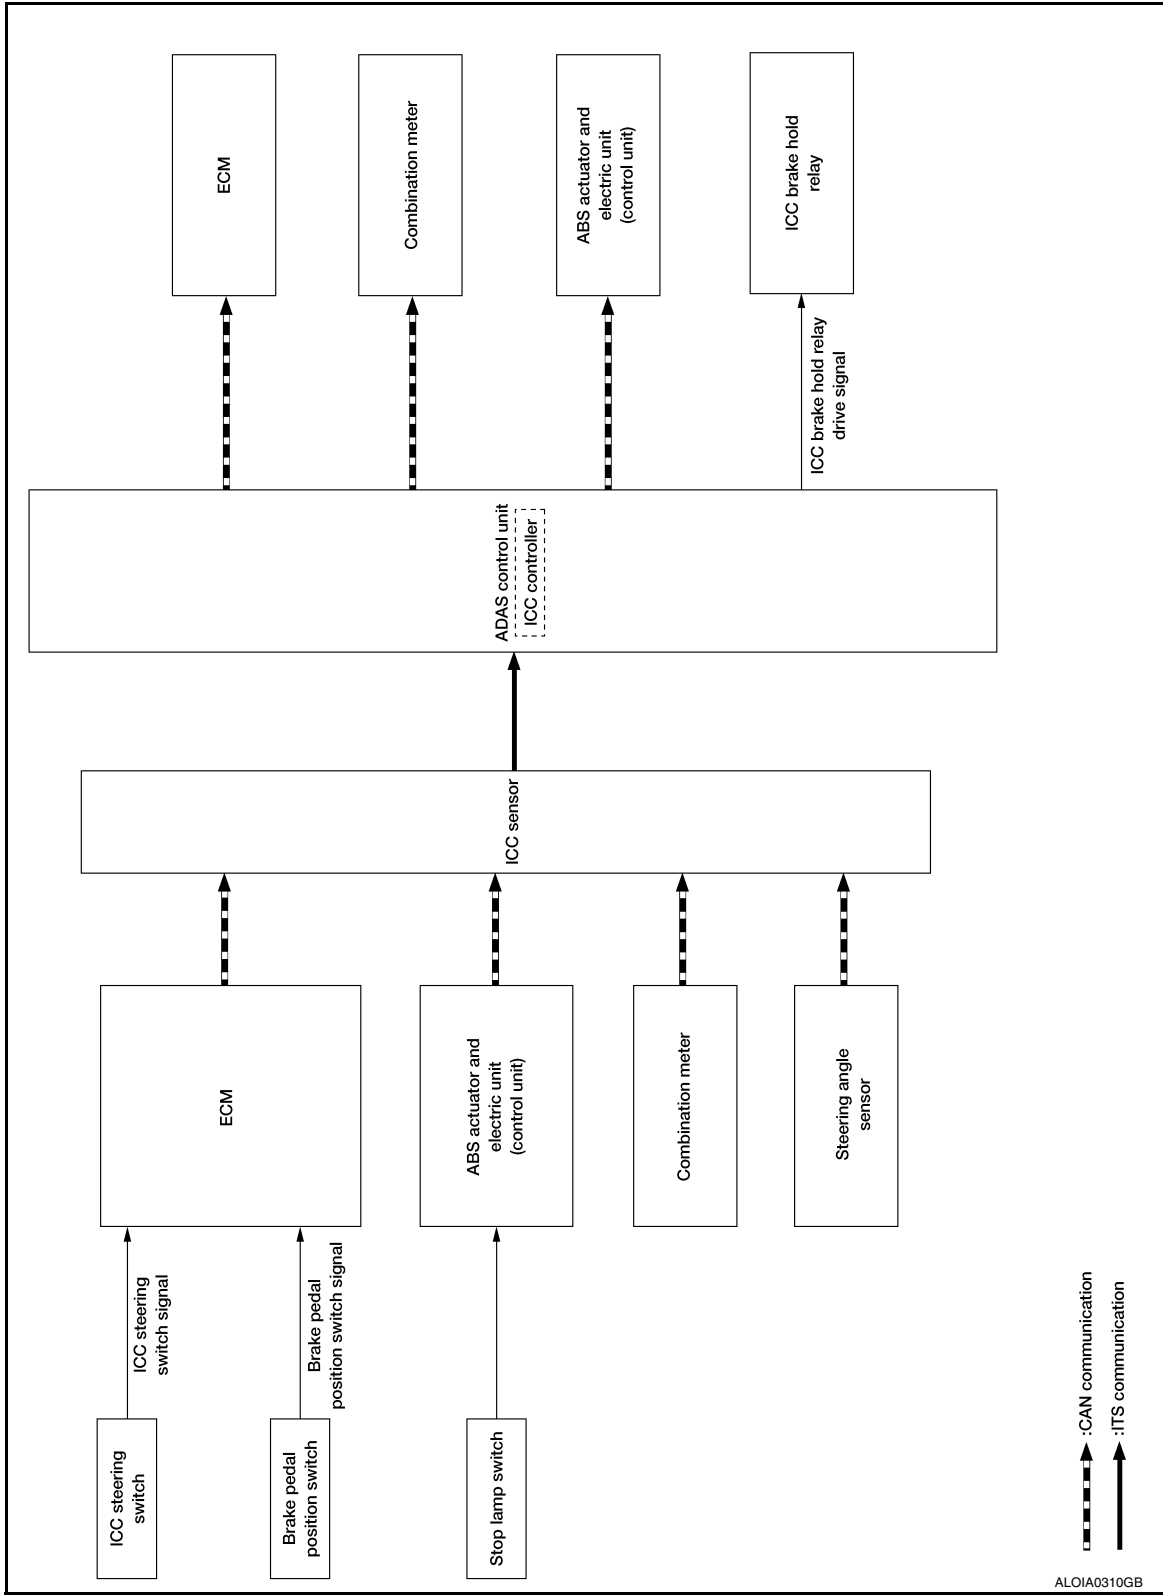 ICC steering
switch
ICC steering
switch signal
Brake pedal
position switch
Brake pedal
position switch signal
ECM
Stop lamp switch
ABS actuator and
electric unit
(control unit)
Combination meter
Steering angle
sensor
ICC sensor
ADAS control unit
ICC controller
ECM
Combination meter
ABS actuator and
electric unit
(control unit)
ICC brake hold relay
drive signal
ICC brake hold
relay
:CAN communication
:ITS communication
ALOIA0310GB